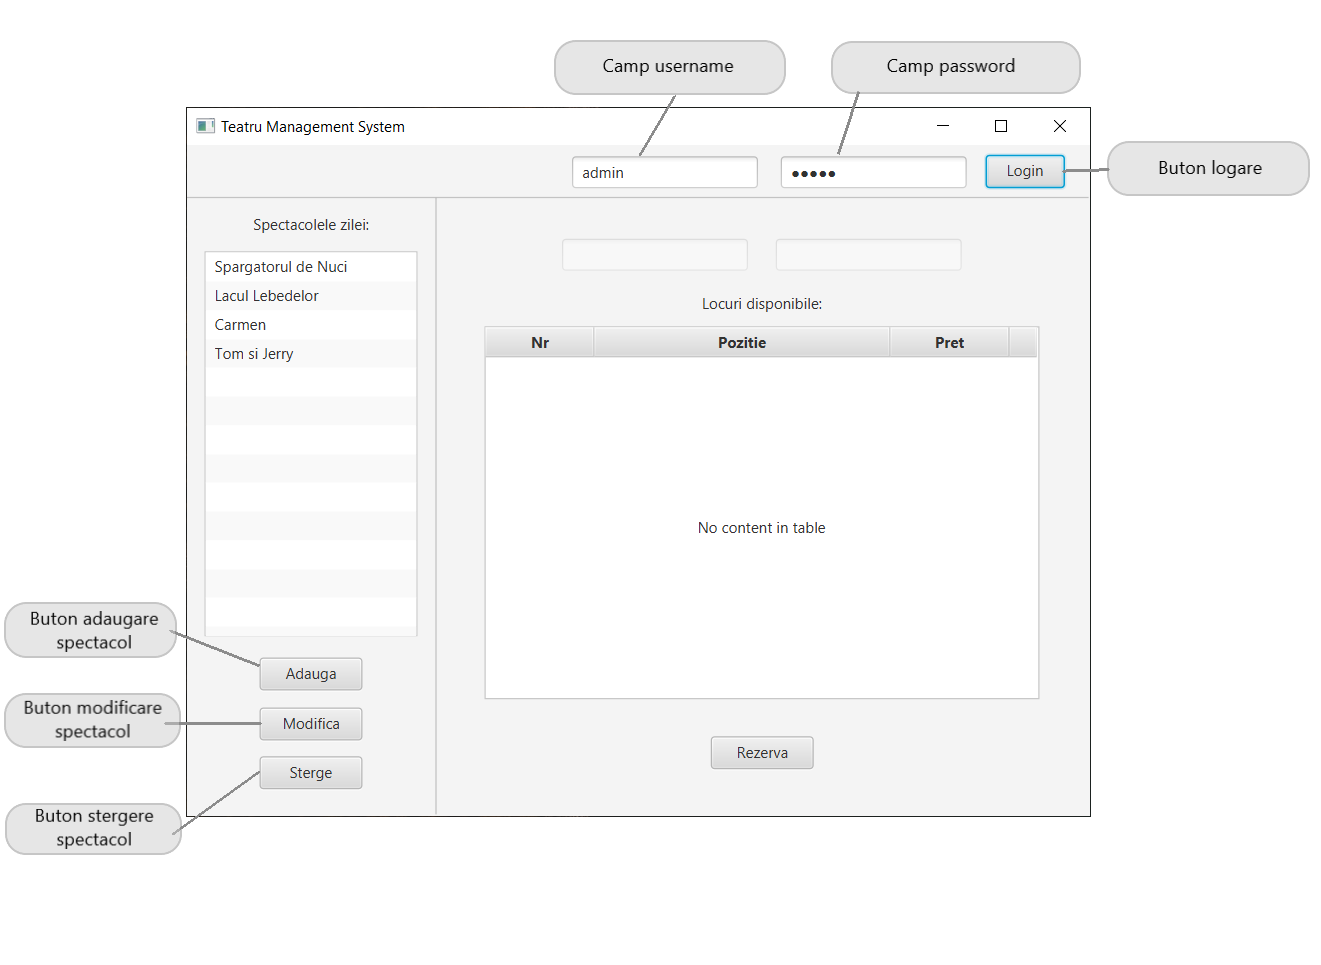 Camp username
Camp password
Teatru Management System
admin
●●●●●
Login
Buton logare
Spectacolele zilei:
Spargatorul de Nuci
Lacul Lebedelor
Carmen
Tom si Jerry
Locuri disponibile:
Nr
Pozitie
Pret
No content in table
Buton adaugare
spectacol
Adauga
Buton modificare
spectacol
Modifica
Rezerva
Sterge
Buton stergere
spectacol